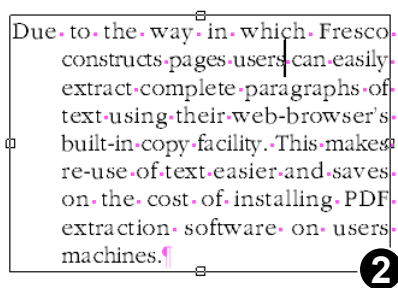 Due to the way in which Fresco
constructs pages users can easily
extract complete paragraphs of
text using their web-browser's
built-in copy facility. This makes
re-use of text easier and saves
on the cost of installing PDF
extraction software on users
machines.¶
2